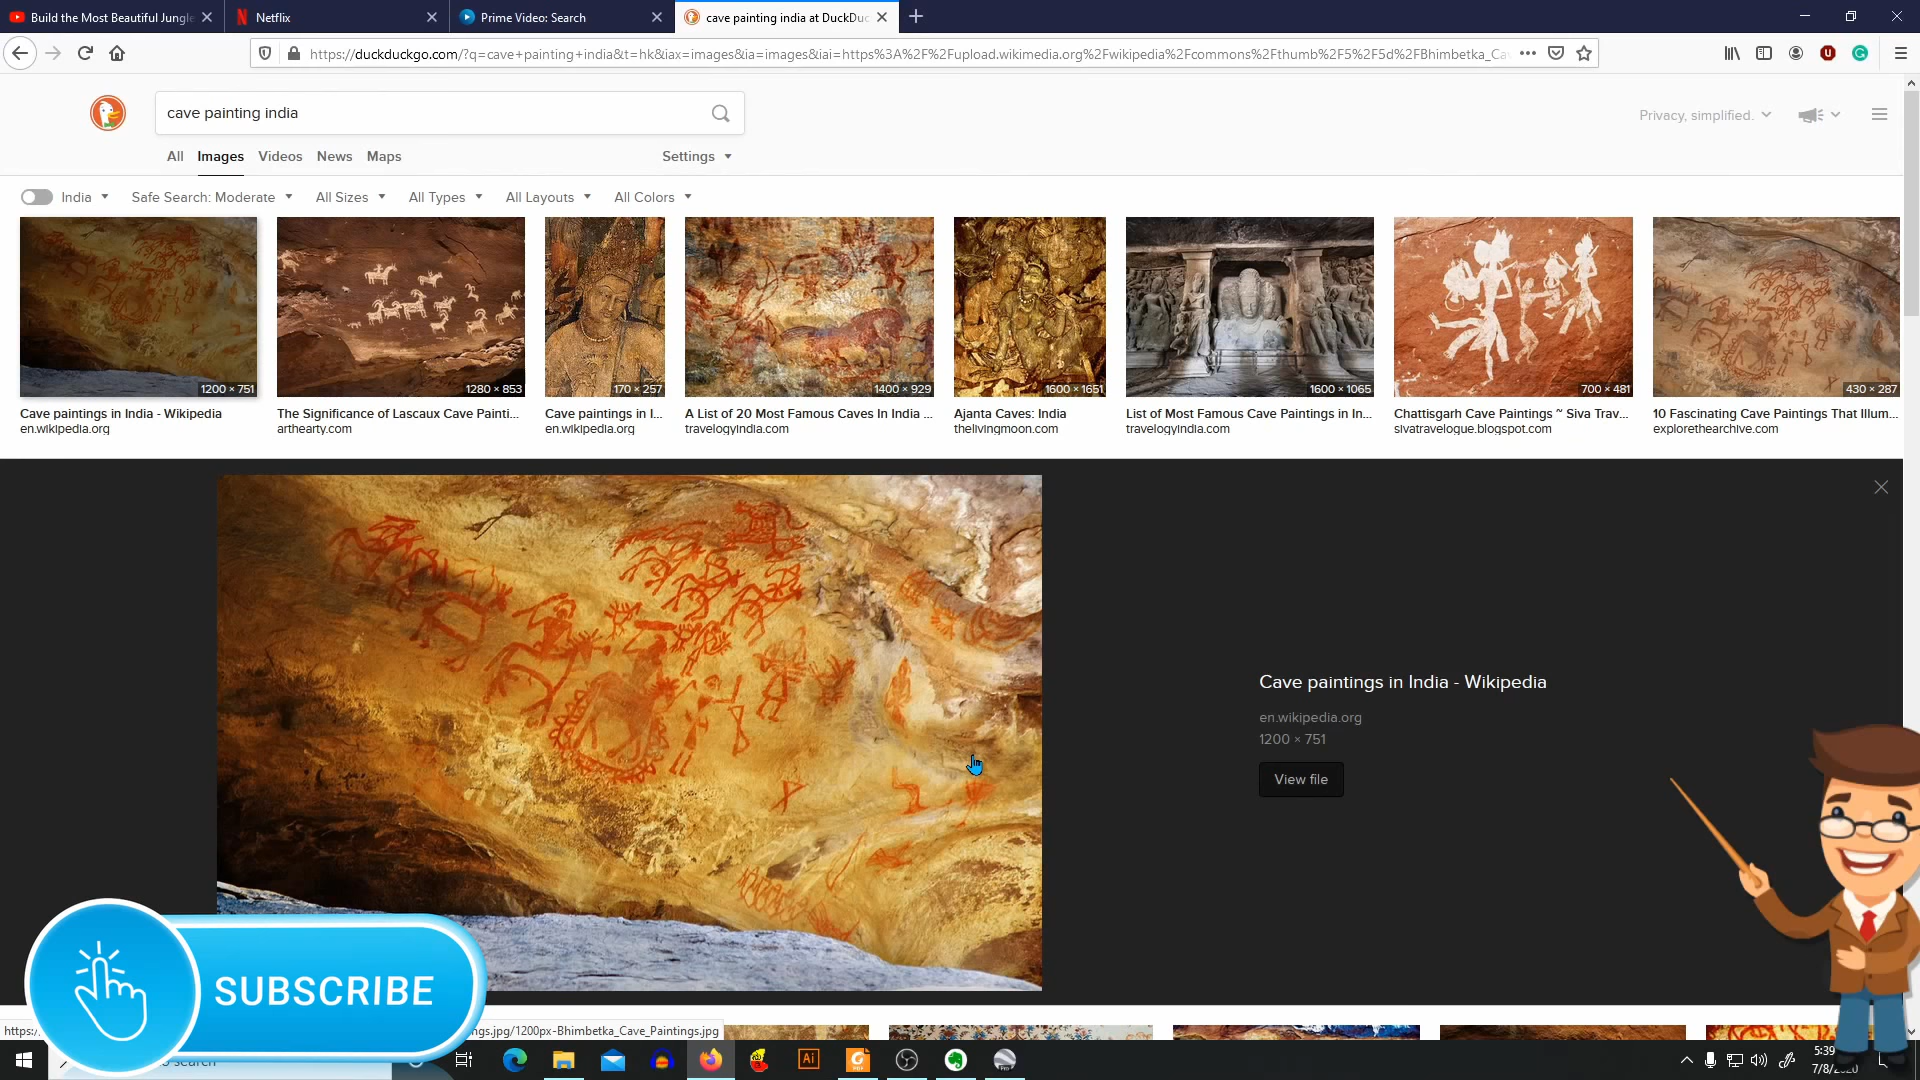 Build the Most Beautiful Jungle
Netflix
Prime Video: Search
cave painting india at DuckDuc
https://duckduckgo.com/?q=cave+painting+india&t=hk&iax=images&ia=images&iai=https%3A%2F%2Fupload.wikimedia.org%2Fwikipedia%2Fcommons%2Fthumb%2F5%2F5d%2FBhimbetka_Ca
cave painting india
Privacy, simplified.
All Images Videos News Maps Settings
India Safe Search: Moderate All Sizes All Types All Layouts All Colors
1200 × 751
1280 × 853
170 × 257
1400 × 929
1600 × 1651
1600 × 1065
700 × 481
430 × 287
Cave paintings in India - Wikipedia
en.wikipedia.org
The Significance of Lascaux Cave Painti...
arthearty.com
Cave paintings in I...
en.wikipedia.org
A List of 20 Most Famous Caves In India ...
travelogyindia.com
Ajanta Caves: India
thelivingmoon.com
List of Most Famous Cave Paintings in In...
travelogyindia.com
Chattisgarh Cave Paintings ~ Siva Trav...
sivatravelogue.blogspot.com
10 Fascinating Cave Paintings That Illum...
explorethearchive.com
Cave paintings in India - Wikipedia
en.wikipedia.org
1200 × 751
View file
SUBSCRIBE
https:/
ngs.jpg/1200px-Bhimbetka_Cave_Paintings.jpg
search
Ai
5:39
7/8/2020